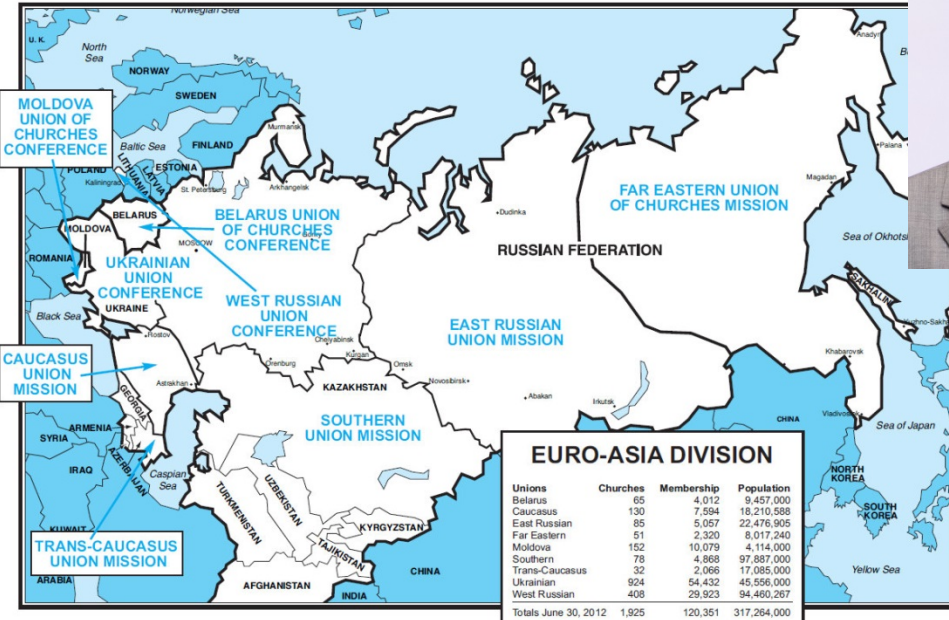 Norwegian Sea
U. K.
North
Sea
NORWAY
SWEDEN
FINLAND
Murmansk
Anadyr
MOLDOVA
UNION OF
CHURCHES
CONFERENCE
Baltic Sea
ESTONIA
LATVIA
LITHUANIA
POLAND
Kaliningrad
St. Petersburg
Arkhangelsk
Dudinka
Palana
Magadan
FAR EASTERN UNION
OF CHURCHES MISSION
BELARUS
MOLDOVA
BELARUS UNION
OF CHURCHES
CONFERENCE
MOSCOW
RUSSIAN FEDERATION
Sea of Okhots
ROMANIA
UKRAINIAN
UNION
CONFERENCE
UKRAINE
WEST RUSSIAN
UNION
CONFERENCE
SAKHALIN
Black Sea
Rostov
Chelyabinsk
Kurgan
Orenburg
Omsk
EAST RUSSIAN
UNION MISSION
Khabarovsk
CAUCASUS
UNION
MISSION
Astrakhan
KAZAKHSTAN
Novosibirsk
Abakan
Irkutsk
GEORGIA
ARMENIA
AZERBAIJAN
SOUTHERN
UNION MISSION
CHINA
Vladivostok
Sea of Japan
SYRIA
IRAQ
Caspian
Sea
TURKMENISTAN
UZBEKISTAN
KYRGYZSTAN
TAJIKISTAN
NORTH
KOREA
SOUTH
KOREA
KUWAIT
TRANS-CAUCASUS
UNION MISSION
ARABIA
AFGHANISTAN
INDIA
CHINA
Yellow Sea
EURO-ASIA DIVISION
Unions Churches Membership Population
Belarus 65 4,012 9,457,000
Caucasus 130 7,594 18,210,588
East Russian 85 5,057 22,476,905
Far Eastern 51 2,320 8,017,240
Moldova 152 10,079 4,114,000
Southern 78 4,868 97,887,000
Trans-Caucasus 32 2,066 17,085,000
Ukrainian 924 54,432 45,556,000
West Russian 408 29,923 94,460,267
Totals June 30, 2012 1,925 120,351 317,264,000